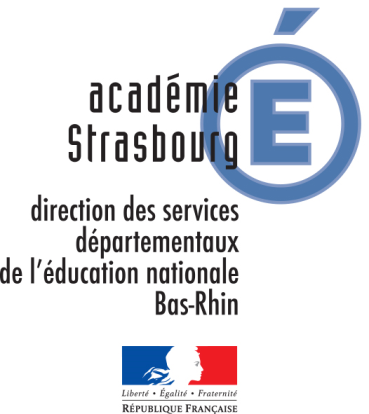 académie
Strasbourg
É
direction des services
départementaux
de l'éducation nationale
Bas-Rhin
Liberté • Égalité • Fraternité
RÉPUBLIQUE FRANÇAISE